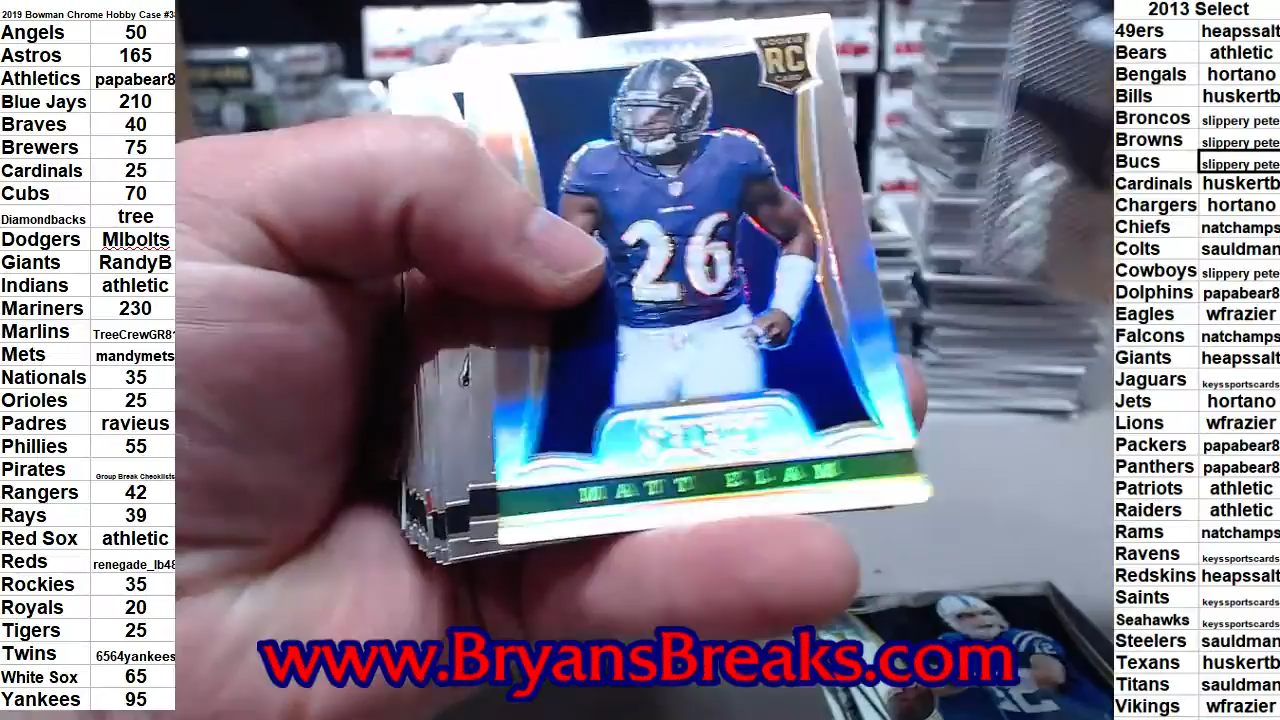 2019 Bowman Chrome Hobby Case #3
Angels 50
Astros 165
Athletics papabear8
Blue Jays 210
Braves 40
Brewers 75
Cardinals 25
Cubs 70
Diamondbacks tree
Dodgers Mlbolts
Giants RandyB
Indians athletic
Mariners 230
Marlins TreeCrewGR8
Mets mandymets
Nationals 35
Orioles 25
Padres ravieus
Phillies 55
Pirates Group Break Checklists
Rangers 42
Rays 39
Red Sox athletic
Reds renegade_lb48
Rockies 35
Royals 20
Tigers 25
Twins 6564yankees
White Sox 65
Yankees 95
ROOKIE
RC
CARD
26
MATT ELAM
12
www.BryansBreaks.com
2013 Select
49ers heapssalt
Bears athletic
Bengals hortano
Bills huskertb
Broncos slippery pete
Browns slippery pete
Bucs slippery pete
Cardinals huskertb
Chargers hortano
Chiefs natchamps
Colts sauldman
Cowboys slippery pete
Dolphins papabear8
Eagles wfrazier
Falcons natchamps
Giants heapssalt
Jaguars keyssportscards
Jets hortano
Lions wfrazier
Packers papabear8
Panthers papabear8
Patriots athletic
Raiders athletic
Rams natchamps
Ravens keyssportscards
Redskins heapssalt
Saints keyssportscards
Seahawks keyssportscards
Steelers sauldman
Texans huskertb
Titans sauldman
Vikings wfrazier